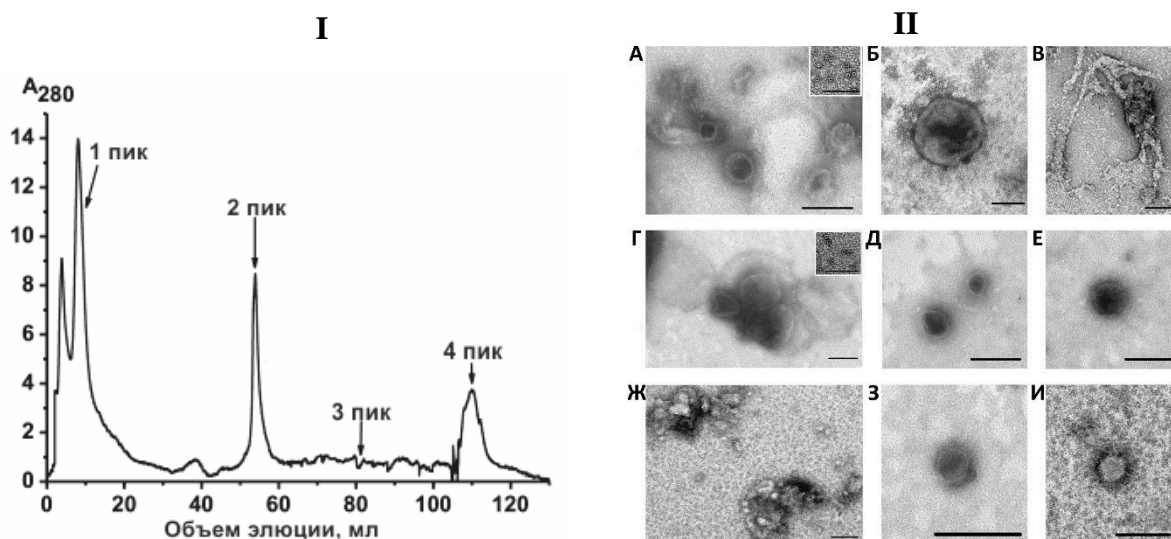 I
A280
14
12
10
8
6
4
2
0
1 пик
2 пик
3 пик
4 пик
0 20 40 60 80 100 120
Объем элюции, мл
II
А Б В
Г Д Е
Ж З И